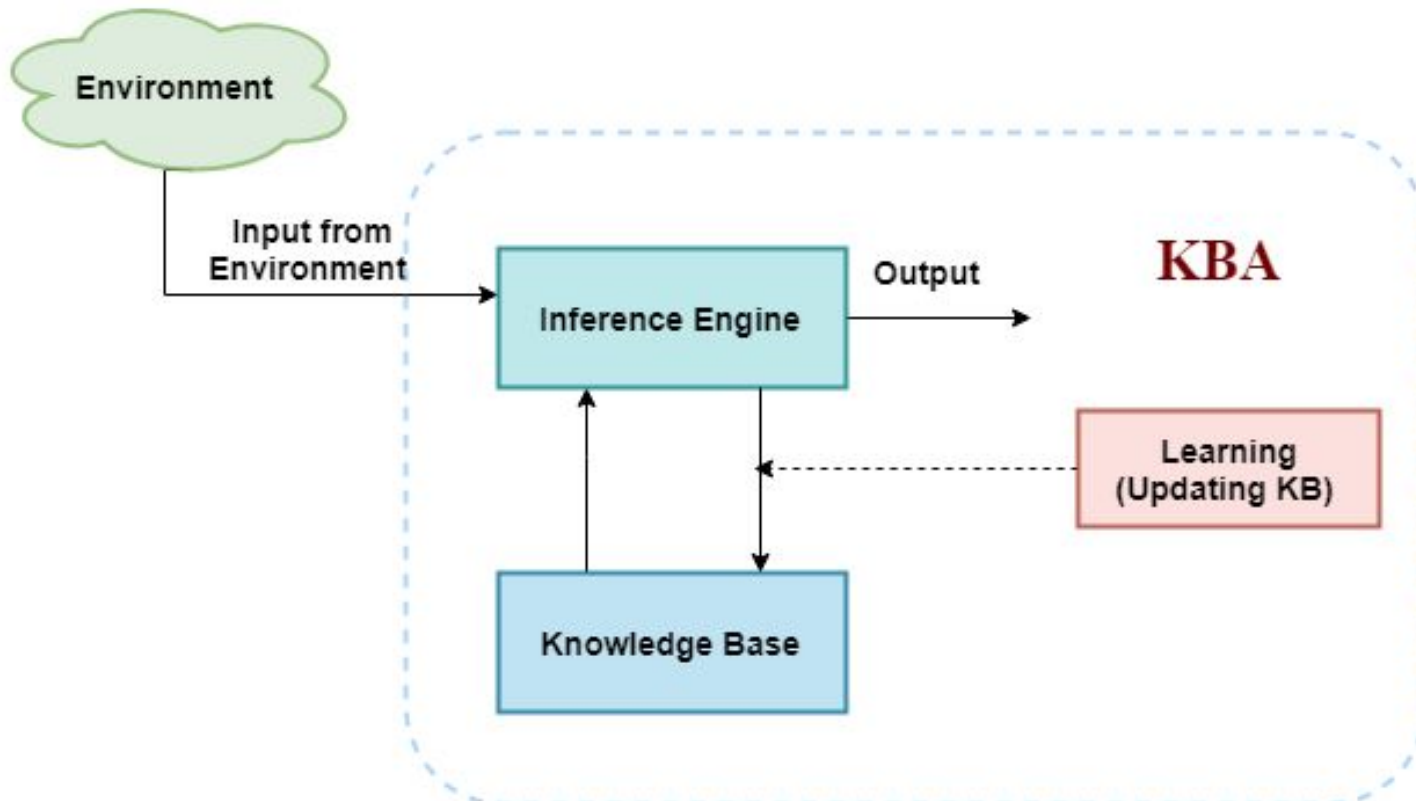 Environment
Input from
Environment
Inference Engine
Output
KBA
Learning
(Updating KB)
Knowledge Base